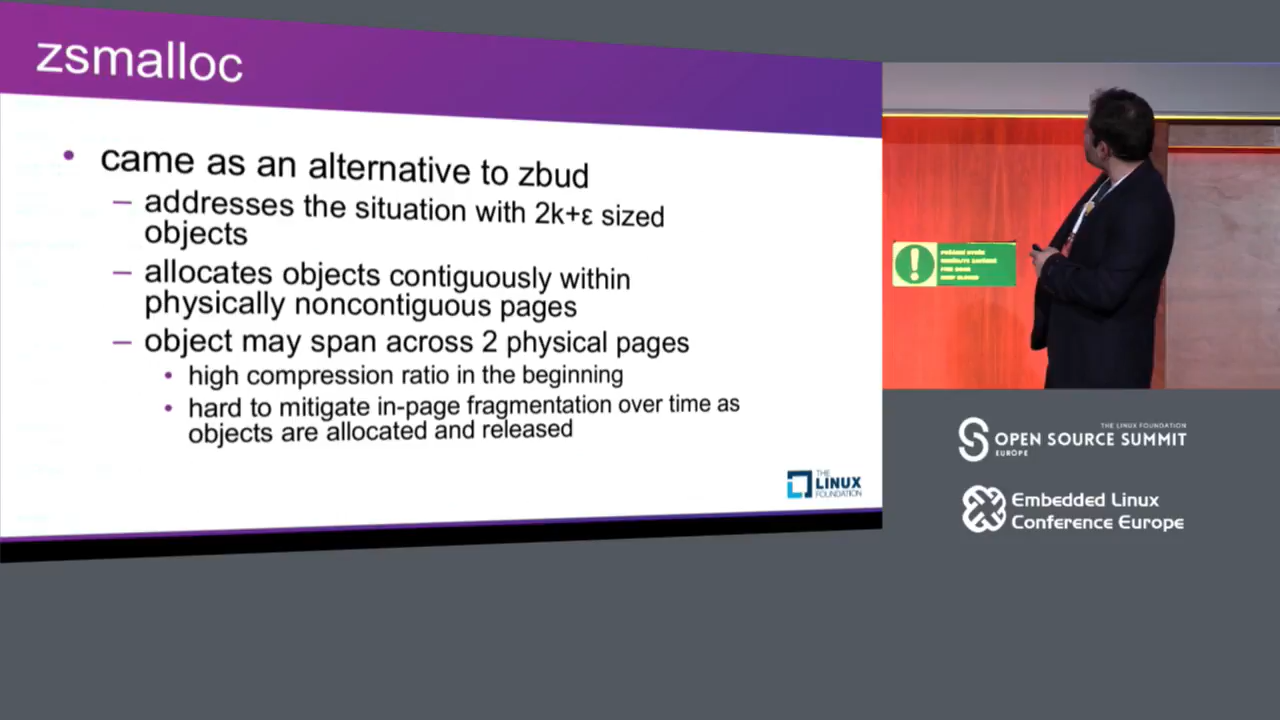 zsmalloc
• came as an alternative to zbud
– addresses the situation with 2k+ε sized
objects
– allocates objects contiguously within
physically noncontiguous pages
– object may span across 2 physical pages
• high compression ratio in the beginning
• hard to mitigate in-page fragmentation over time as
objects are allocated and released
THE
LINUX
FOUNDATION
THE LINUX FOUNDATION
OPEN SOURCE SUMMIT
EUROPE
Embedded Linux
Conference Europe